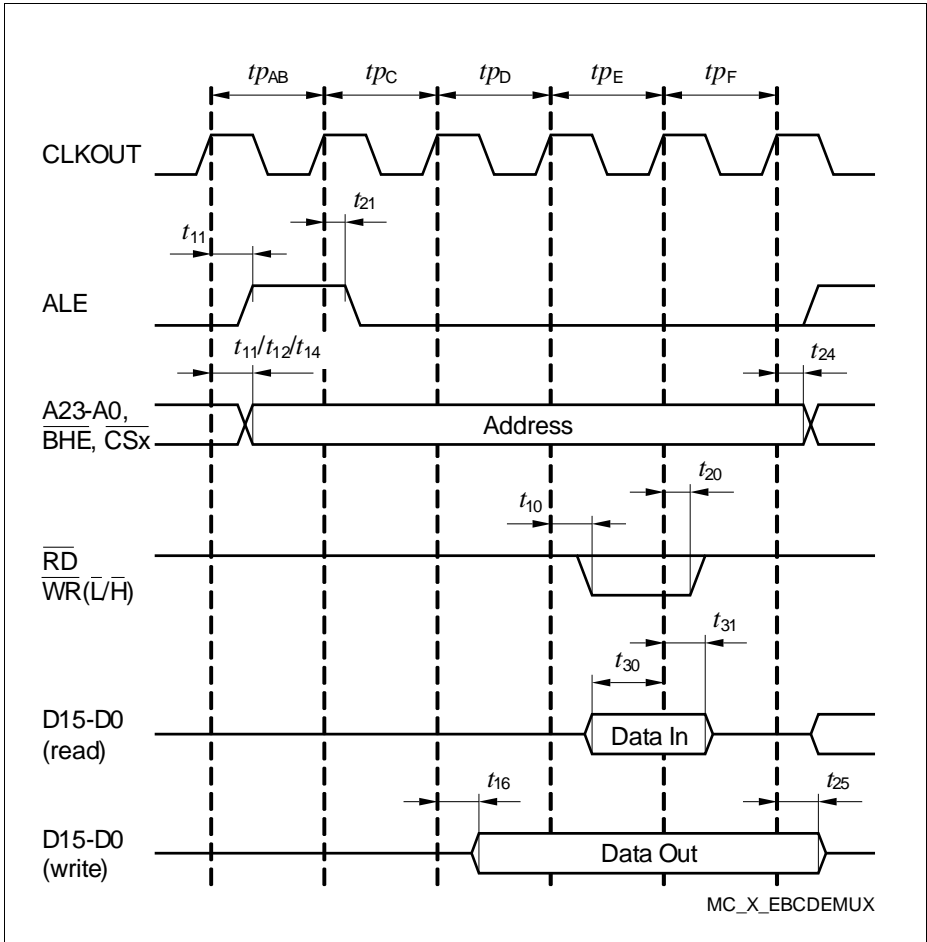 tpAB tpC tpD tpE tpF
CLKOUT
t21
t11
ALE
t11/t12/t14
t24
A23-A0,
BHE, CSx
Address
t20
t10
RD
WR(L/H)
t31
t30
D15-D0
(read)
Data In
t16
t25
D15-D0
(write)
Data Out
MC_X_EBCDEMUX